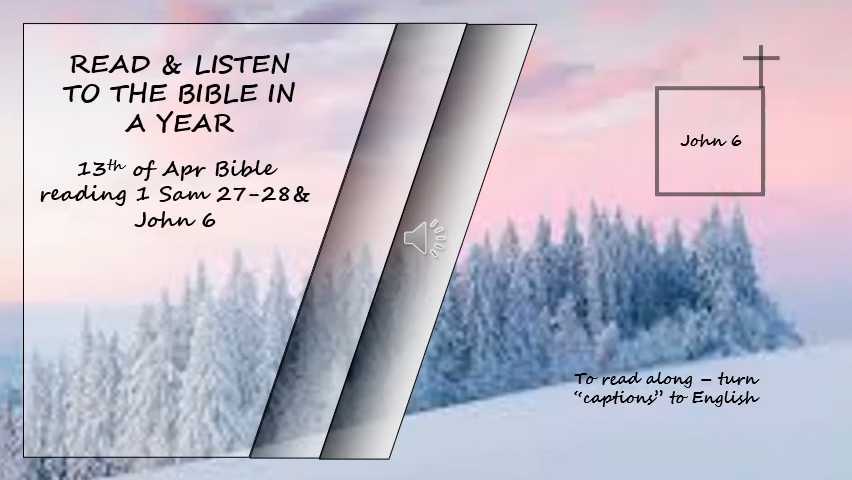 READ & LISTEN
TO THE BIBLE IN
A YEAR
13th of Apr Bible
reading 1 Sam 27-28&
John 6
John 6
To read along – turn
“captions” to English